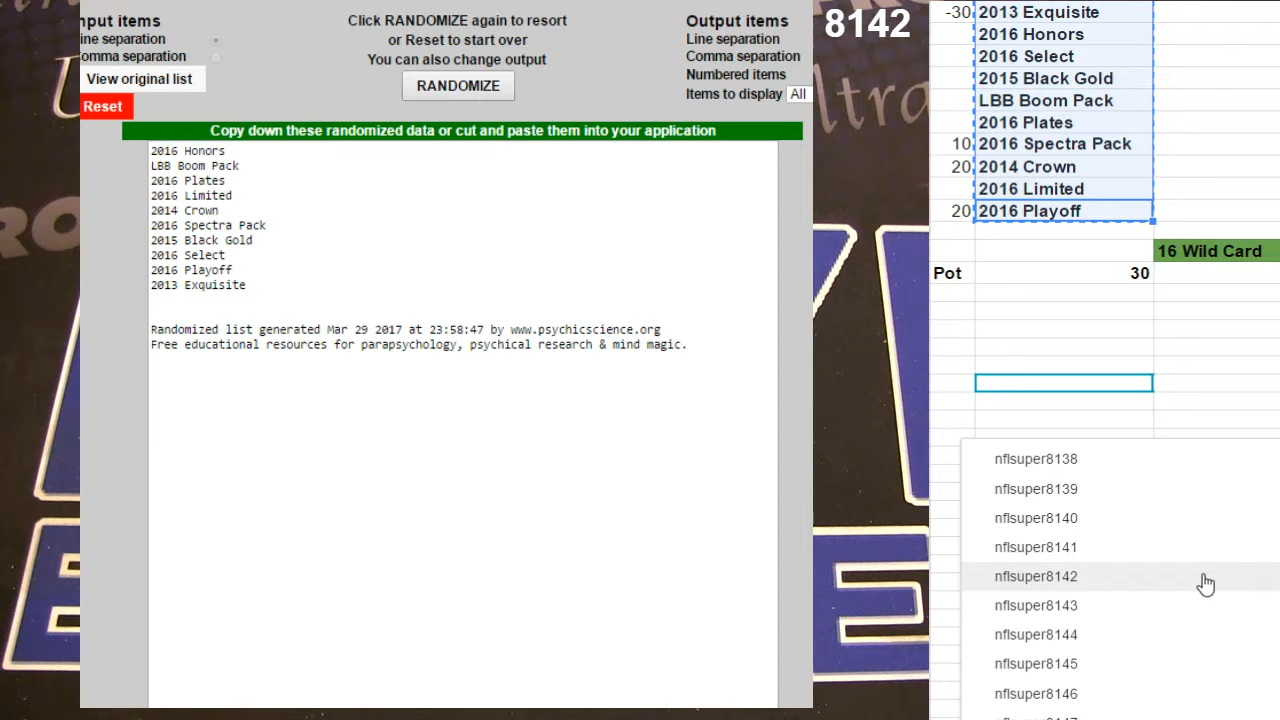 nput items
ine separation
omma separation
View original list
Reset
Click RANDOMIZE again to resort
or Reset to start over
You can also change output
RANDOMIZE
Output items
Line separation
Comma separation
Numbered items
Items to display All
8142
Copy down these randomized data or cut and paste them into your application
2016 Honors
LBB Boom Pack
2016 Plates
2016 Limited
2014 Crown
2016 Spectra Pack
2015 Black Gold
2016 Select
2016 Playoff
2013 Exquisite
Randomized list generated Mar 29 2017 at 23:58:47 by www.psychicscience.org
Free educational resources for parapsychology, psychical research & mind magic.
-30 2013 Exquisite
2016 Honors
2016 Select
2015 Black Gold
LBB Boom Pack
2016 Plates
10 2016 Spectra Pack
20 2014 Crown
2016 Limited
20 2016 Playoff
16 Wild Card
Pot 30
nflsuper8138
nflsuper8139
nflsuper8140
nflsuper8141
nflsuper8142
nflsuper8143
nflsuper8144
nflsuper8145
nflsuper8146